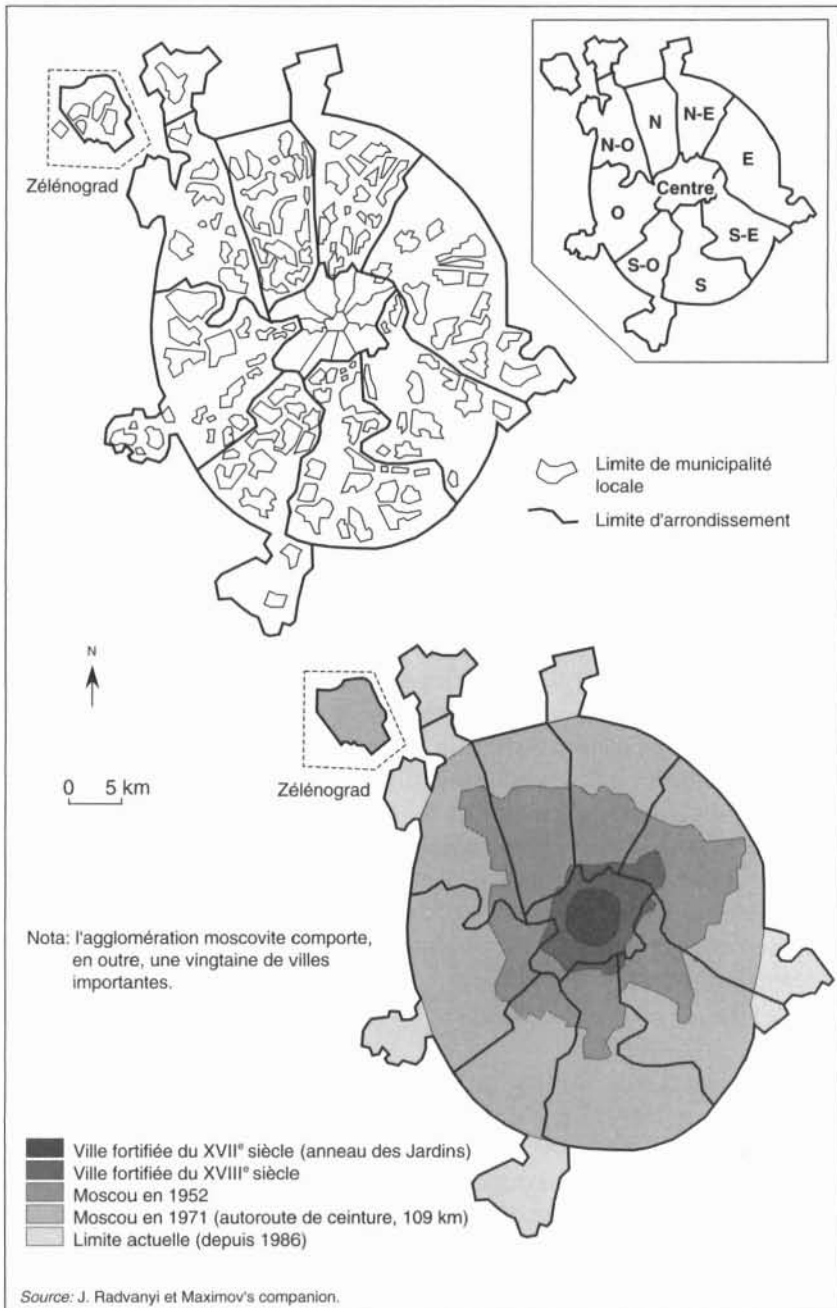 Zélénograd
N-O
N
N-E
E
Centre
O
S-E
S-O
S
Limite de municipalité
locale
Limite d'arrondissement
N
0 5 km
Zélénograd
Nota: l'agglomération moscovite comporte,
en outre, une vingtaine de villes
importantes.
Ville fortifiée du XVIIe siècle (anneau des Jardins)
Ville fortifiée du XVIIIe siècle
Moscou en 1952
Moscou en 1971 (autoroute de ceinture, 109 km)
Limite actuelle (depuis 1986)
Source: J. Radvanyi et Maximov's companion.